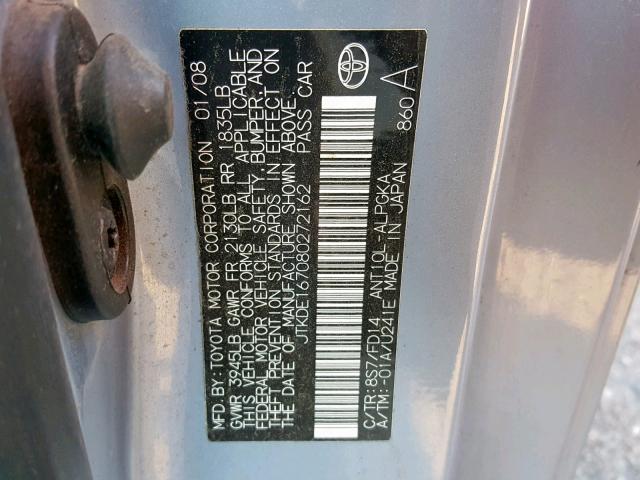 MFD. BY: TOYOTA MOTOR CORPORATION 01/08
GVWR 3945LB GAWR FR 2130LB RR 1835LB
THIS VEHICLE CONFORMS TO ALL APPLICABLE
FEDERAL MOTOR VEHICLE SAFETY, BUMPER, AND
THEFT PREVENTION STANDARDS IN EFFECT ON
THE DATE OF MANUFACTURE SHOWN ABOVE.
JTKDE167080272162 PASS CAR
C/TR: 8S7/FD14 ANT10L-ALPGKA 860 A
A/TM: -01A/U241E MADE IN JAPAN